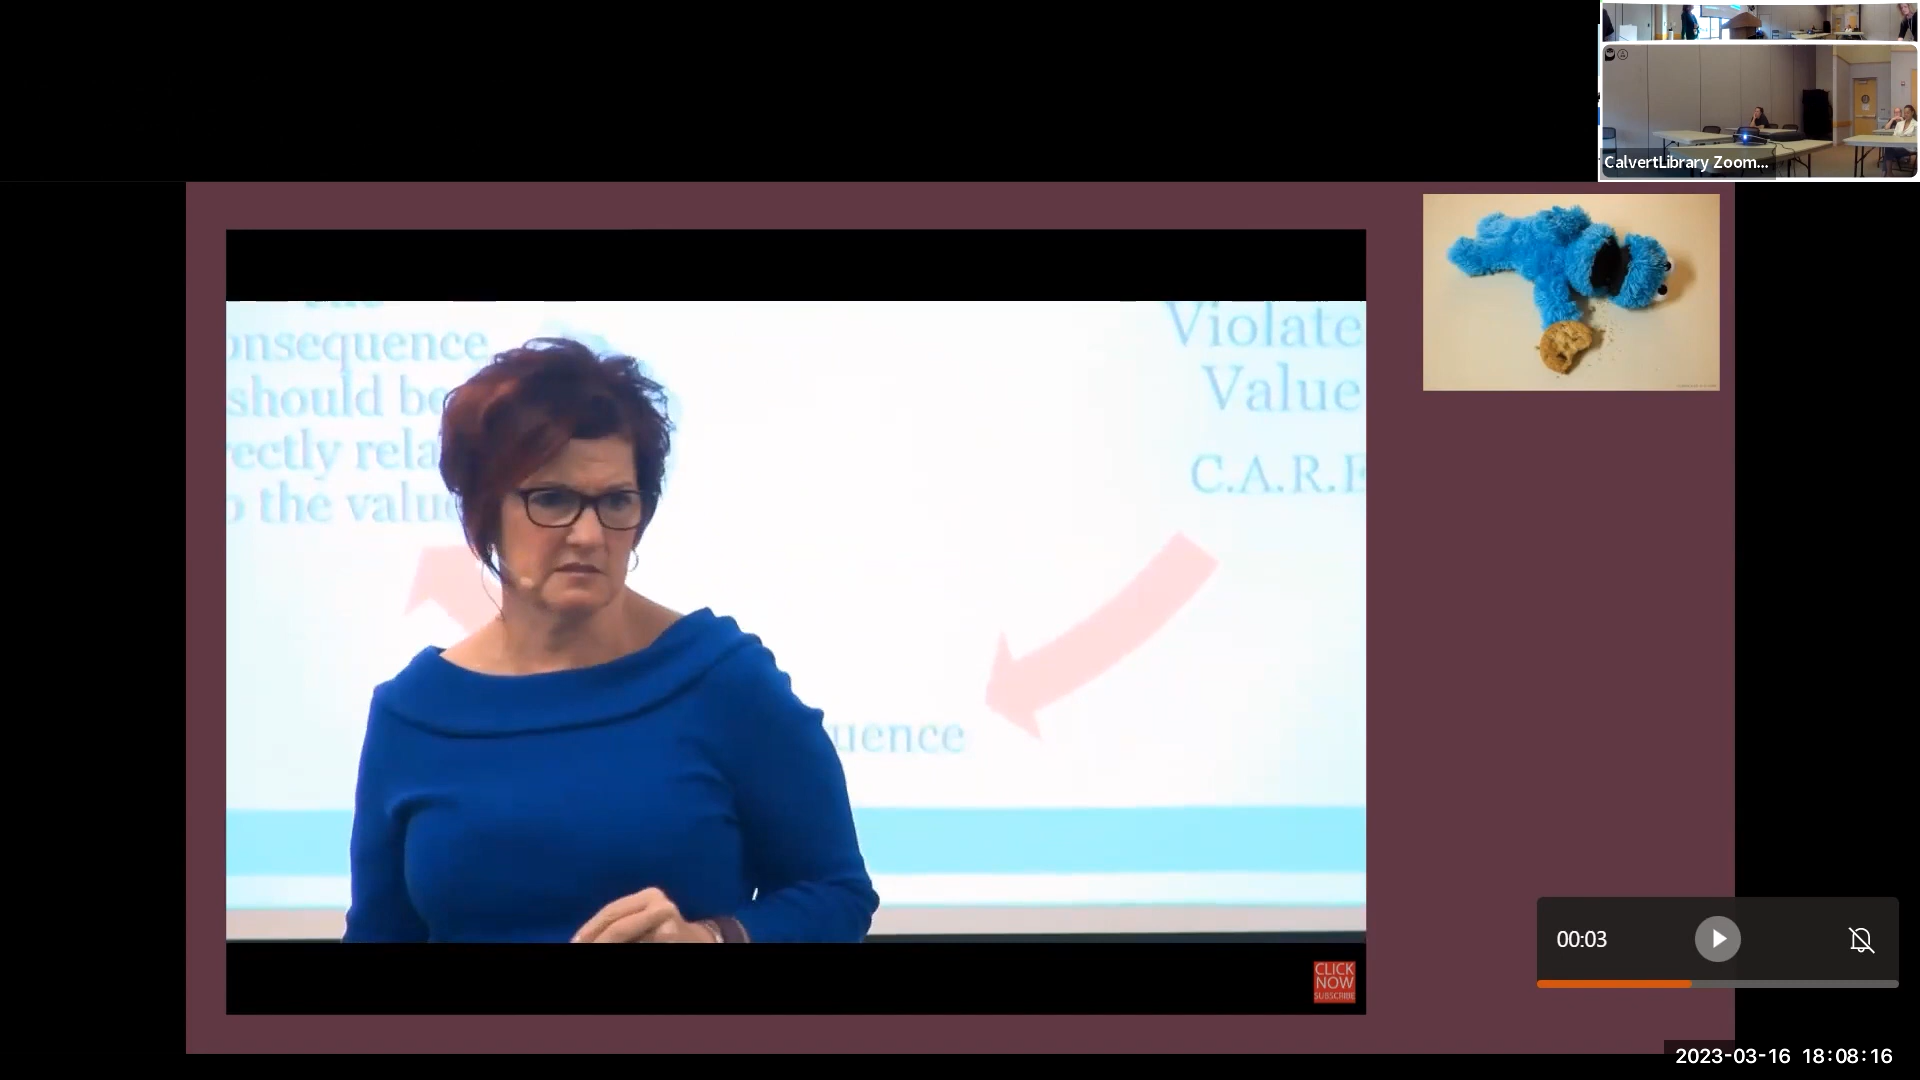 CalvertLibrary Zoom...
onsequence
should be
rectly rela
o the value
Violate
Value
C.A.R.E
uence
CLICK
NOW
SUBSCRIBE
00:03
2023-03-16 18:08:16